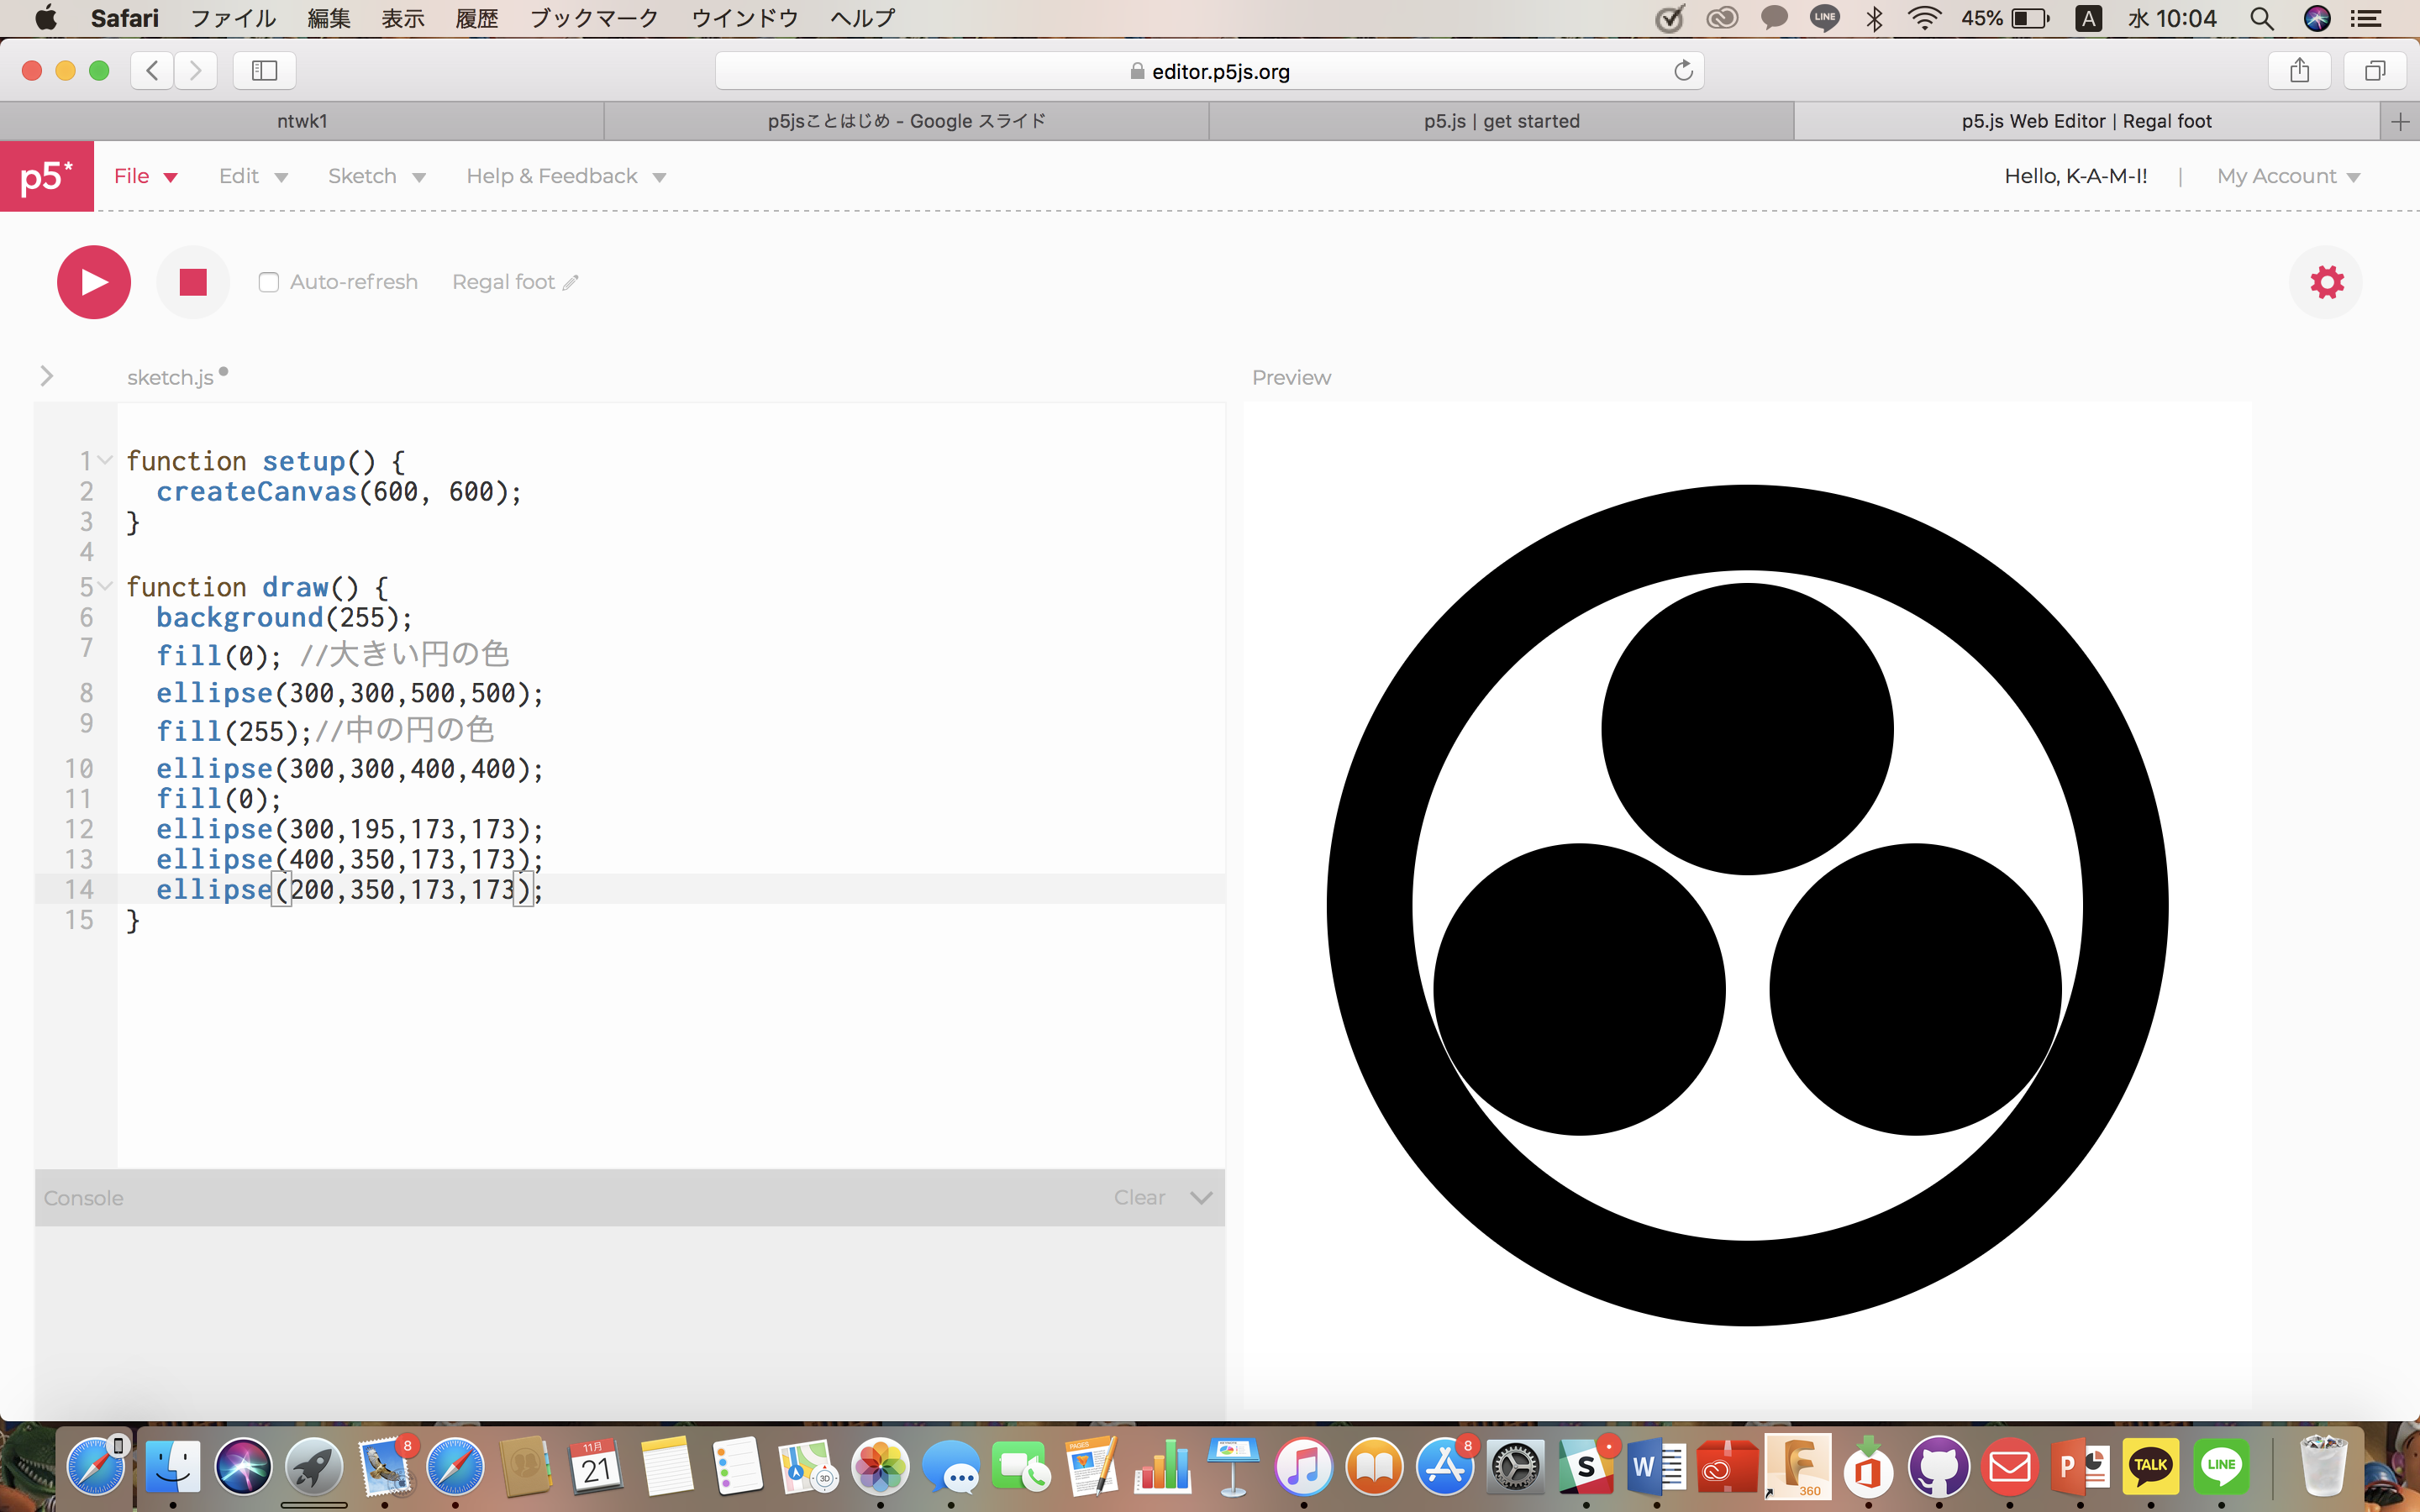 Safari ファイル 編集 表示 履歴 ブックマーク ウインドウ ヘルプ LINE 45% A 水 10:04
editor.p5js.org
ntwk1 p5jsことはじめ - Google スライド p5.js | get started p5.js Web Editor | Regal foot
p5* File Edit Sketch Help & Feedback Hello, K-A-M-I! | My Account
Auto-refresh Regal foot
sketch.js Preview
1 function setup() {
2 createCanvas(600, 600);
3 }
4
5 function draw() {
6 background(255);
7 fill(0); //大きい円の色
8 ellipse(300,300,500,500);
9 fill(255);//中の円の色
10 ellipse(300,300,400,400);
11 fill(0);
12 ellipse(300,195,173,173);
13 ellipse(400,350,173,173);
14 ellipse(200,350,173,173);
15 }
Console Clear
8 11月 21 3D PAGES 8 S W 360 P TALK LINE